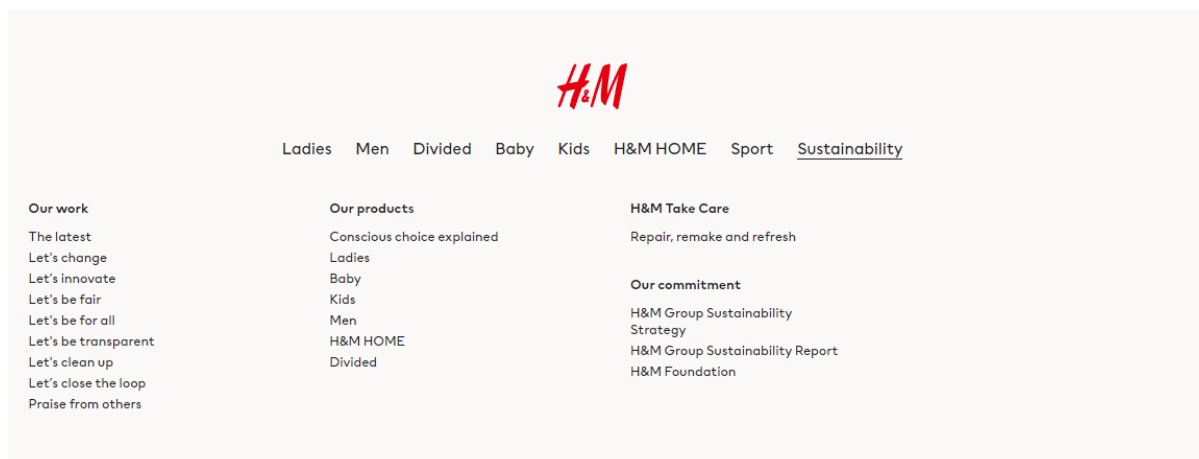 H&M
Ladies Men Divided Baby Kids H&M HOME Sport Sustainability
Our work
The latest
Let's change
Let's innovate
Let's be fair
Let's be for all
Let's be transparent
Let's clean up
Let's close the loop
Praise from others
Our products
Conscious choice explained
Ladies
Baby
Kids
Men
H&M HOME
Divided
H&M Take Care
Repair, remake and refresh
Our commitment
H&M Group Sustainability
Strategy
H&M Group Sustainability Report
H&M Foundation